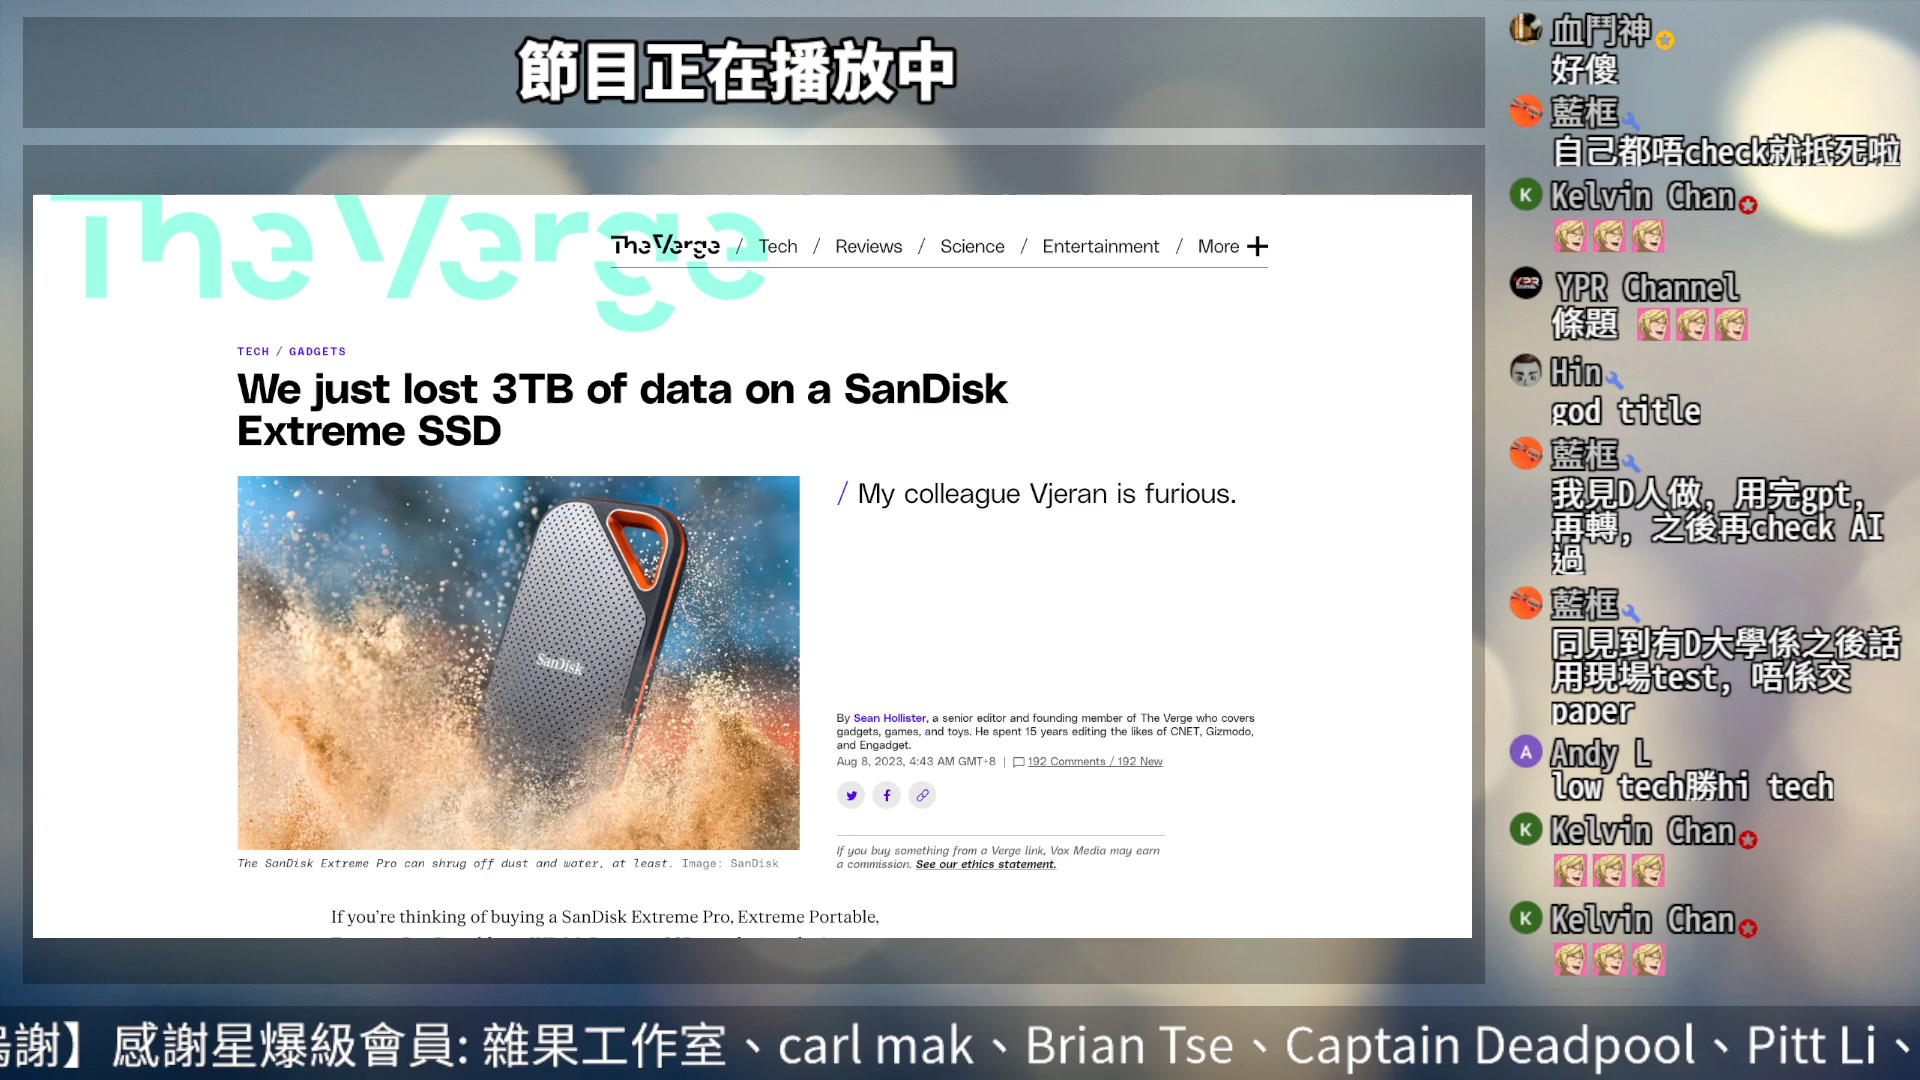 節目正在播放中
The Verge
The Verge / Tech / Reviews / Science / Entertainment / More +
TECH / GADGETS
We just lost 3TB of data on a SanDisk
Extreme SSD
SanDisk
The SanDisk Extreme Pro can shrug off dust and water, at least. Image: SanDisk
/ My colleague Vjeran is furious.
By Sean Hollister, a senior editor and founding member of The Verge who covers
gadgets, games, and toys. He spent 15 years editing the likes of CNET, Gizmodo,
and Engadget.
Aug 8, 2023, 4:43 AM GMT+8 | 192 Comments / 192 New
If you buy something from a Verge link, Vox Media may earn
a commission. See our ethics statement.
If you're thinking of buying a SanDisk Extreme Pro, Extreme Portable,
血鬥神
好傻
藍框
自己都唔check就抵死啦
K
Kelvin Chan
YPR
YPR Channel
條題
Hin
god title
藍框
我見D人做，用完gpt，
再轉，之後再check AI
過
藍框
同見到有D大學係之後話
用現場test，唔係交
paper
A
Andy L
low tech勝hi tech
K
Kelvin Chan
K
Kelvin Chan
謝】感謝星爆級會員: 雜果工作室、carl mak、Brian Tse、Captain Deadpool、Pitt Li、